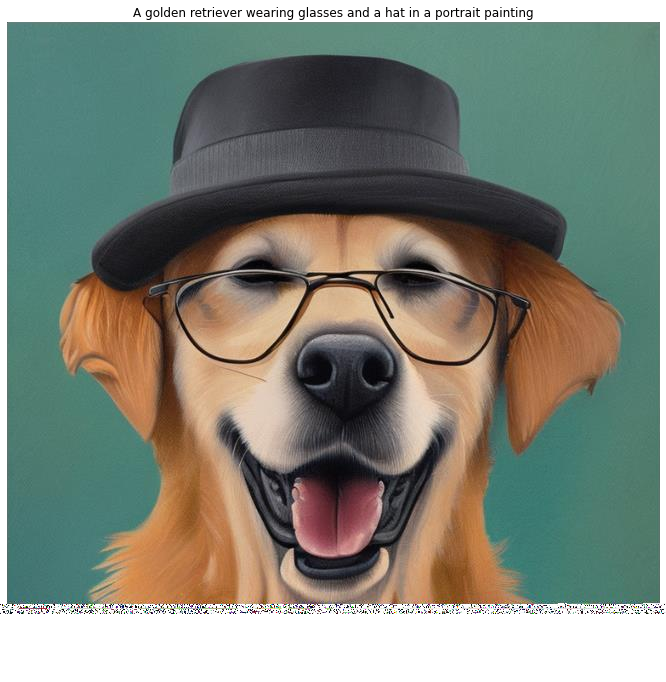 A golden retriever wearing glasses and a hat in a portrait painting